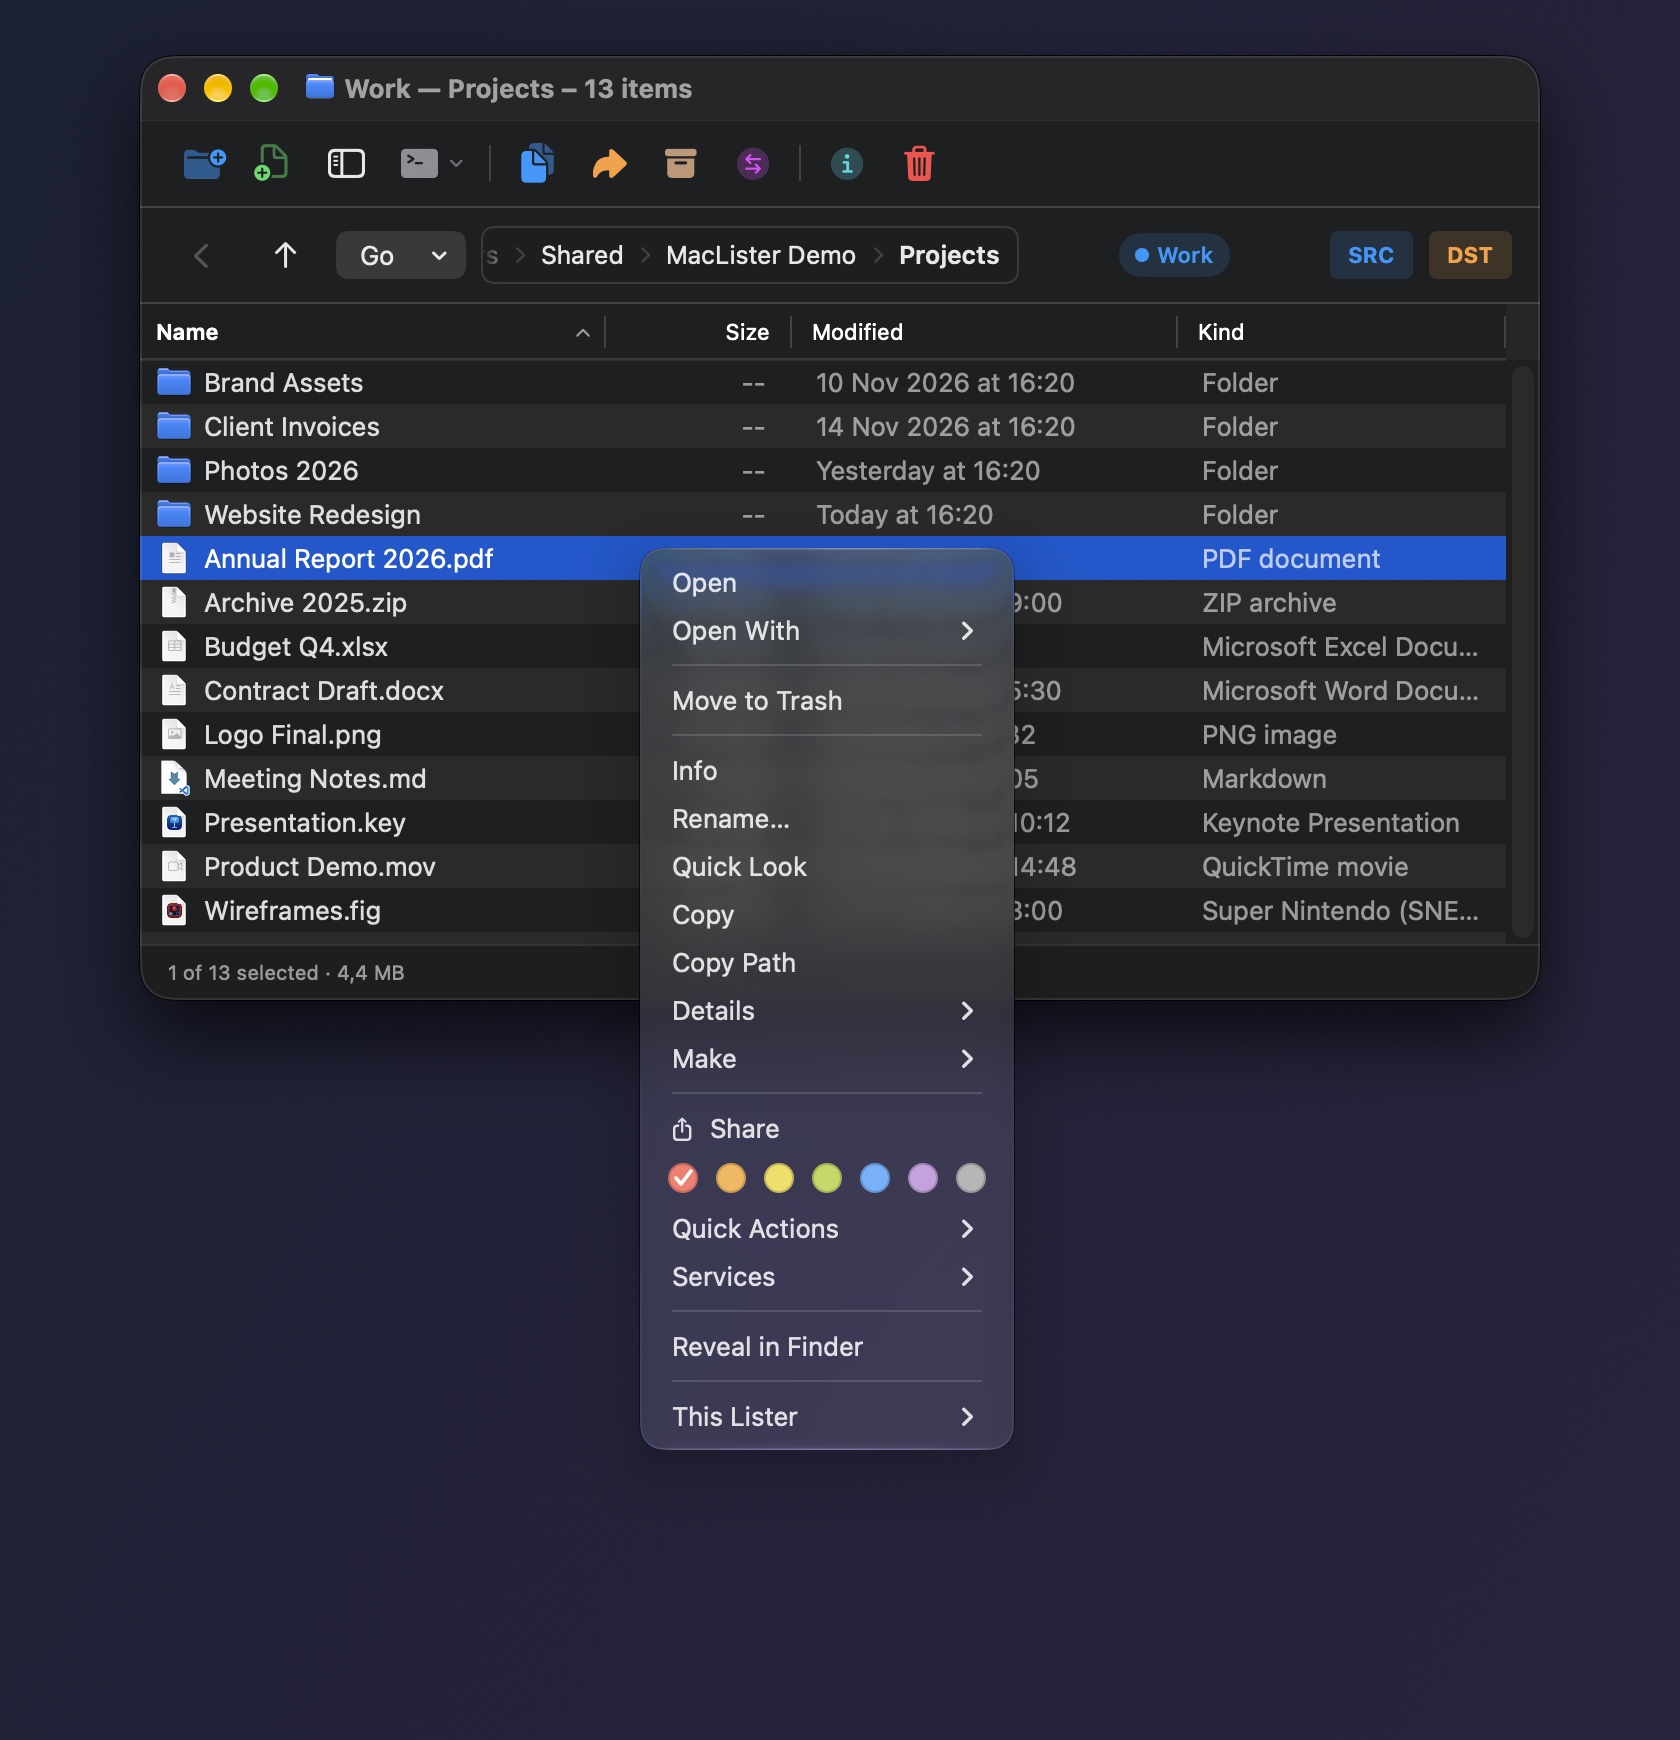 Work — Projects – 13 items
Go
s > Shared > MacLister Demo > Projects
Work
SRC
DST
Name Size Modified Kind
Brand Assets -- 10 Nov 2026 at 16:20 Folder
Client Invoices -- 14 Nov 2026 at 16:20 Folder
Photos 2026 -- Yesterday at 16:20 Folder
Website Redesign -- Today at 16:20 Folder
Annual Report 2026.pdf PDF document
Archive 2025.zip :00 ZIP archive
Budget Q4.xlsx Microsoft Excel Docu...
Contract Draft.docx :30 Microsoft Word Docu...
Logo Final.png PNG image
Meeting Notes.md Markdown
Presentation.key 10:12 Keynote Presentation
Product Demo.mov 14:48 QuickTime movie
Wireframes.fig :00 Super Nintendo (SNE...
1 of 13 selected · 4,4 MB
Open
Open With
Move to Trash
Info
Rename...
Quick Look
Copy
Copy Path
Details
Make
Share
Quick Actions
Services
Reveal in Finder
This Lister